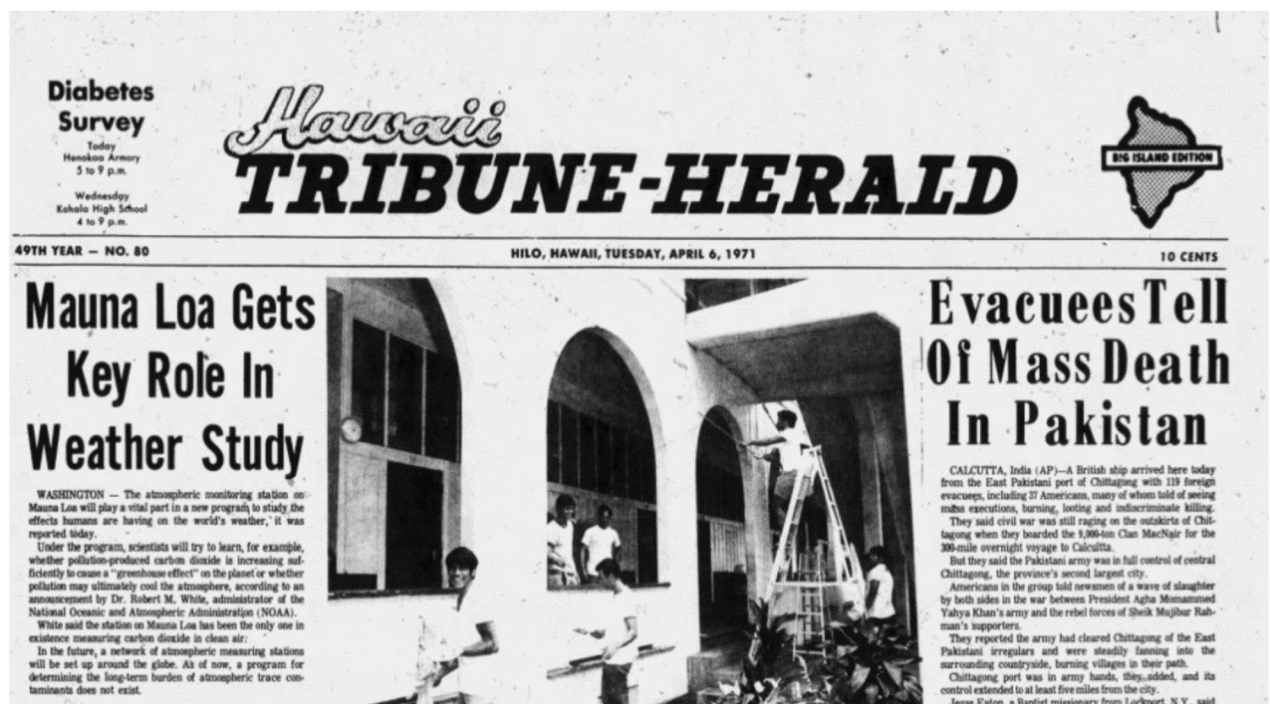 Diabetes
Survey
Today
Honokaa Armory
5 to 9 p.m.
Wednesday
Kohala High School
4 to 9 p.m.
Hawaii
TRIBUNE-HERALD
BIG ISLAND EDITION
49TH YEAR — NO. 80
HILO, HAWAII, TUESDAY, APRIL 6, 1971
10 CENTS
Mauna Loa Gets
Key Role In
Weather Study
WASHINGTON — The atmospheric monitoring station on
Mauna Loa will play a vital part in a new program to study the
effects humans are having on the world's weather, it was
reported today.
Under the program, scientists will try to learn, for example,
whether pollution-produced carbon dioxide is increasing suf-
ficiently to cause a "greenhouse effect" on the planet or whether
pollution may ultimately cool the atmosphere, according to an
announcement by Dr. Robert M. White, administrator of the
National Oceanic and Atmospheric Administration (NOAA).
White said the station on Mauna Loa has been the only one in
existence measuring carbon dioxide in clean air.
In the future, a network of atmospheric measuring stations
will be set up around the globe. As of now, a program for
determining the long-term burden of atmospheric trace con-
taminants does not exist.
Evacuees Tell
Of Mass Death
In Pakistan
CALCUTTA, India (AP)—A British ship arrived here today
from the East Pakistani port of Chittagong with 119 foreign
evacuees, including 37 Americans, many of whom told of seeing
mass executions, burning, looting and indiscriminate killing.
They said civil war was still raging on the outskirts of Chit-
tagong when they boarded the 9,000-ton Clan MacNair for the
300-mile overnight voyage to Calcutta.
But they said the Pakistani army was in full control of central
Chittagong, the province's second largest city.
Americans in the group told newsmen of a wave of slaughter
by both sides in the war between President Agha Mohammed
Yahya Khan's army and the rebel forces of Sheik Mujibur Rah-
man's supporters.
They reported the army had cleared Chittagong of the East
Pakistani irregulars and were steadily fanning into the
surrounding countryside, burning villages in their path.
Chittagong port was in army hands, they added, and its
control extended to at least five miles from the city.
Jesse Eaton, a Baptist missionary from Lockport, N.Y., said